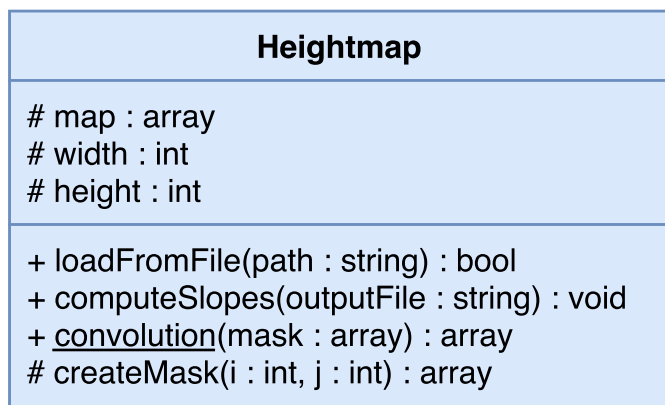 Heightmap
# map : array
# width : int
# height : int
+ loadFromFile(path : string) : bool
+ computeSlopes(outputFile : string) : void
+ convolution(mask : array) : array
# createMask(i : int, j : int) : array